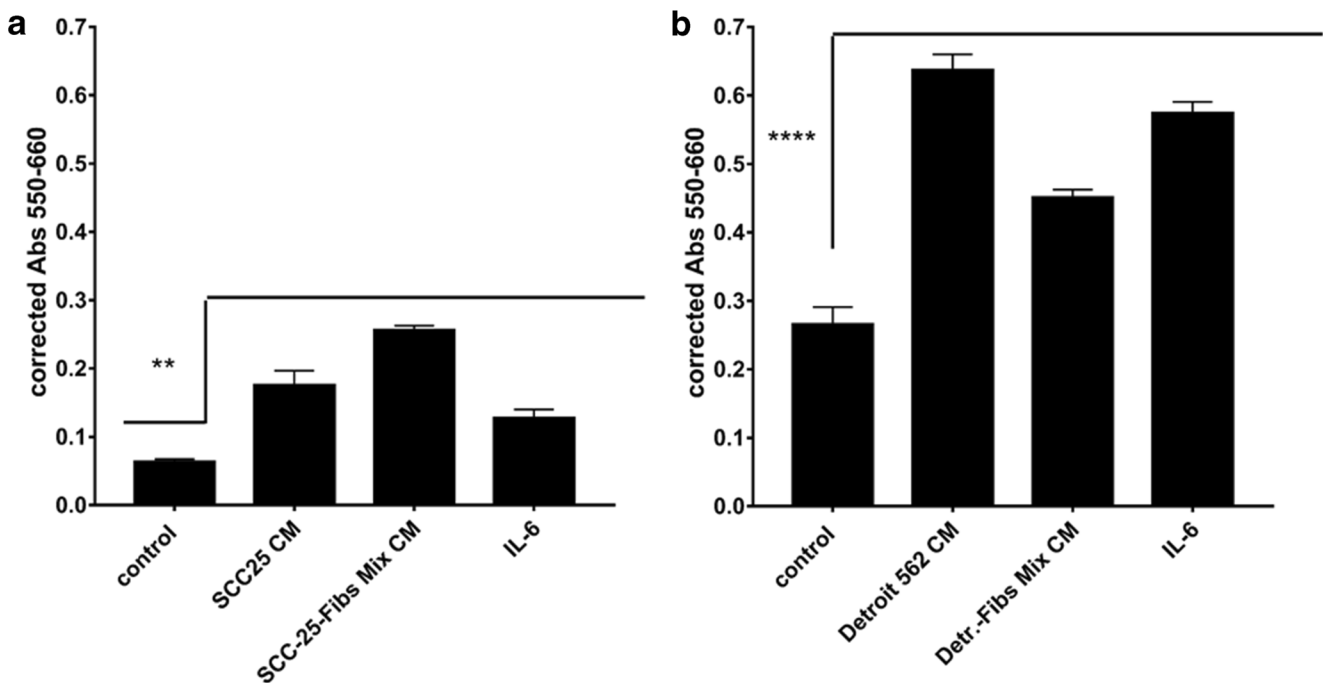 a
corrected Abs 550-660
0.7
0.6
0.5
0.4
0.3
0.2
0.1
0.0
**
control
SCC25 CM
SCC-25-Fibs Mix CM
IL-6
b
corrected Abs 550-660
0.7
0.6
0.5
0.4
0.3
0.2
0.1
0.0
****
control
Detroit 562 CM
Detr.-Fibs Mix CM
IL-6